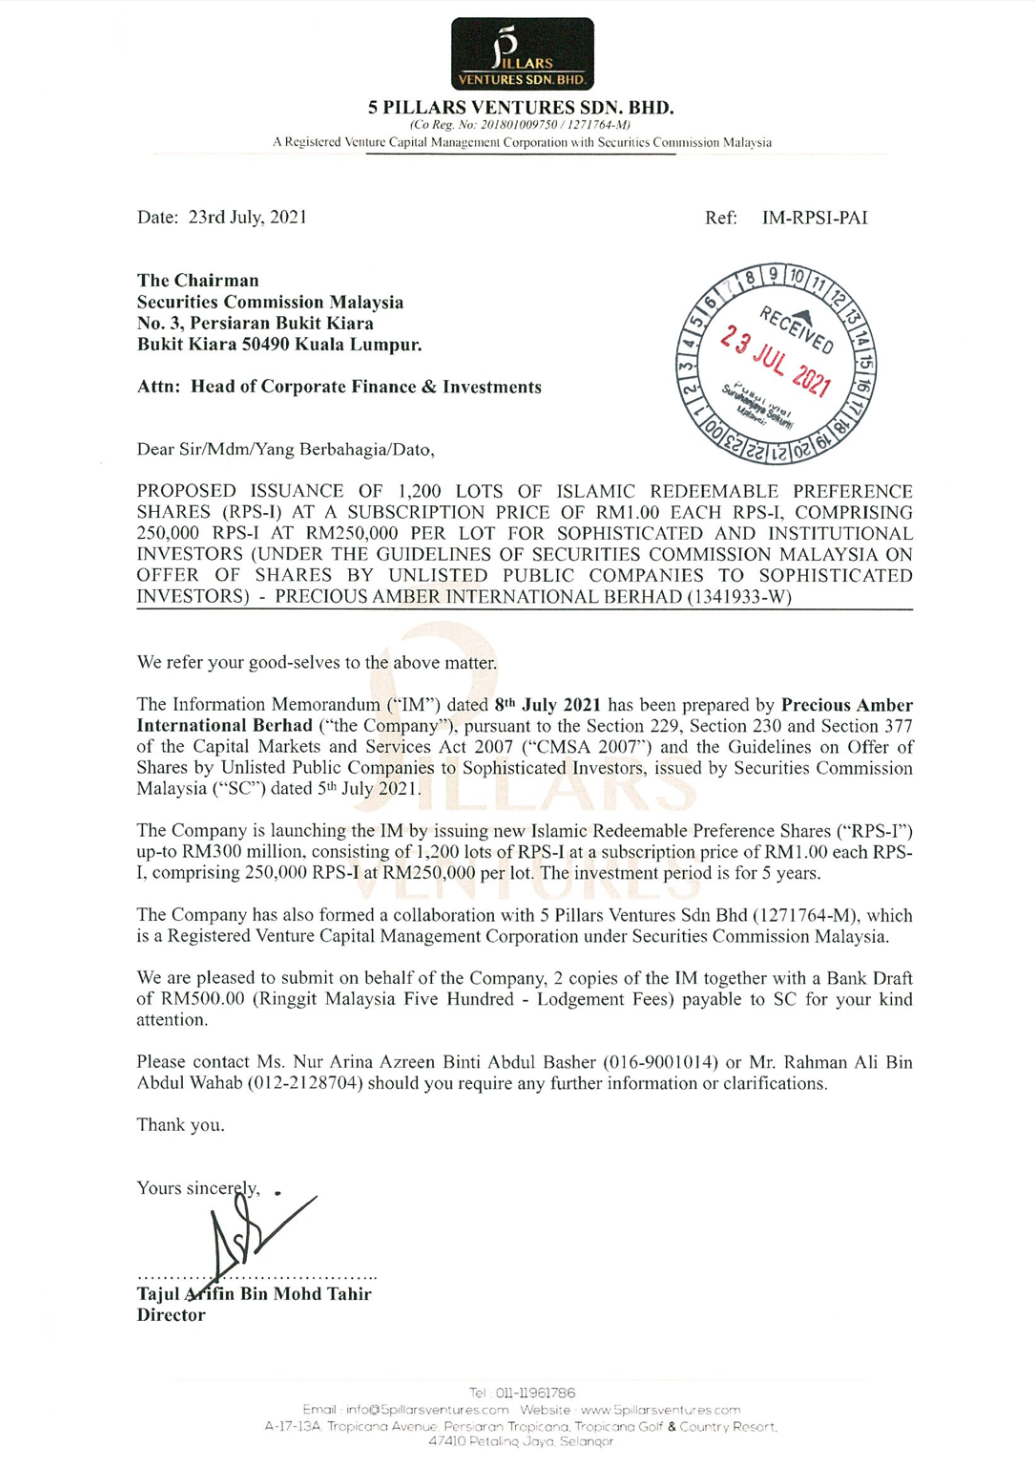 5
PILLARS
VENTURES SDN. BHD.
5 PILLARS VENTURES SDN. BHD.
(Co Reg. No: 201801009750 / 1271764-M)
A Registered Venture Capital Management Corporation with Securities Commission Malaysia
Date: 23rd July, 2021
Ref: IM-RPSI-PAI
The Chairman
Securities Commission Malaysia
No. 3, Persiaran Bukit Kiara
Bukit Kiara 50490 Kuala Lumpur.
Attn: Head of Corporate Finance & Investments
1 2 3 4 5 6 7 8 9 10 11 12 13 14 15 16 17 18 19 20 21 22 23 00
RECEIVED
23 JUL 2021
Pusat Mel
Suruhanjaya Sekuriti
Malaysia
Dear Sir/Mdm/Yang Berbahagia/Dato,
PROPOSED ISSUANCE OF 1,200 LOTS OF ISLAMIC REDEEMABLE PREFERENCE
SHARES (RPS-I) AT A SUBSCRIPTION PRICE OF RM1.00 EACH RPS-I, COMPRISING
250,000 RPS-I AT RM250,000 PER LOT FOR SOPHISTICATED AND INSTITUTIONAL
INVESTORS (UNDER THE GUIDELINES OF SECURITIES COMMISSION MALAYSIA ON
OFFER OF SHARES BY UNLISTED PUBLIC COMPANIES TO SOPHISTICATED
INVESTORS) - PRECIOUS AMBER INTERNATIONAL BERHAD (1341933-W)
We refer your good-selves to the above matter.
The Information Memorandum (“IM”) dated 8th July 2021 has been prepared by Precious Amber
International Berhad (“the Company”), pursuant to the Section 229, Section 230 and Section 377
of the Capital Markets and Services Act 2007 (“CMSA 2007”) and the Guidelines on Offer of
Shares by Unlisted Public Companies to Sophisticated Investors, issued by Securities Commission
Malaysia (“SC”) dated 5th July 2021.
PILLARS
The Company is launching the IM by issuing new Islamic Redeemable Preference Shares (“RPS-I”)
up-to RM300 million, consisting of 1,200 lots of RPS-I at a subscription price of RM1.00 each RPS-
I, comprising 250,000 RPS-I at RM250,000 per lot. The investment period is for 5 years.
VENTURES
The Company has also formed a collaboration with 5 Pillars Ventures Sdn Bhd (1271764-M), which
is a Registered Venture Capital Management Corporation under Securities Commission Malaysia.
We are pleased to submit on behalf of the Company, 2 copies of the IM together with a Bank Draft
of RM500.00 (Ringgit Malaysia Five Hundred - Lodgement Fees) payable to SC for your kind
attention.
Please contact Ms. Nur Arina Azreen Binti Abdul Basher (016-9001014) or Mr. Rahman Ali Bin
Abdul Wahab (012-2128704) should you require any further information or clarifications.
Thank you.
Yours sincerely,
Tajul Arifin Bin Mohd Tahir
Director
Tel : 011-11961786
Email : info@5pillarsventures.com Website : www.5pillarsventures.com
A-17-13A, Tropicana Avenue, Persiaran Tropicana, Tropicana Golf & Country Resort,
47410 Petaling Jaya, Selangor